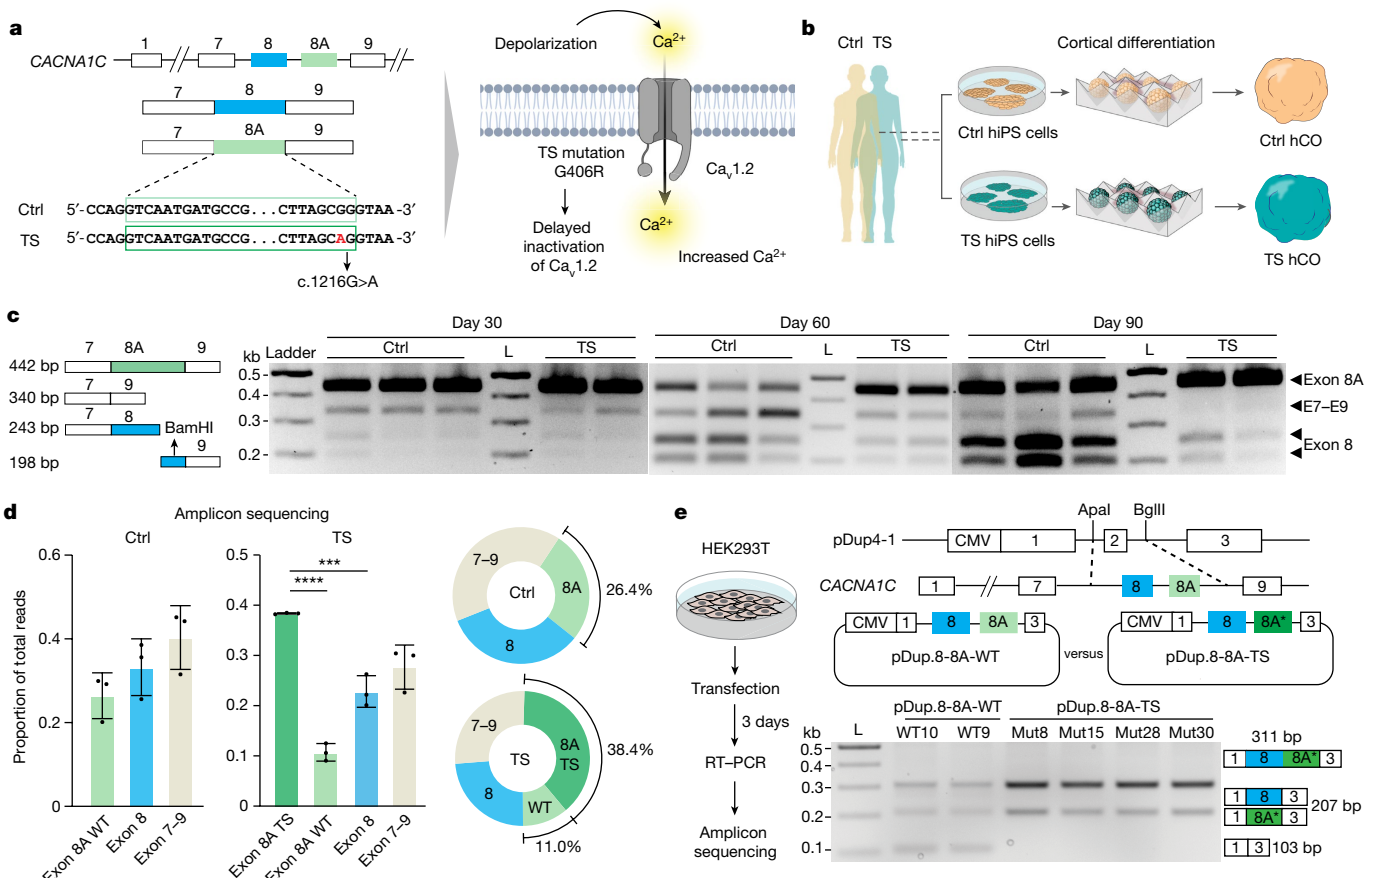 a
1 7 8 8A 9
CACNA1C
7 8 9
7 8A 9
Ctrl 5′-CCAGGTCAATGATGCCG...CTTAGCGGGTAA-3′
TS 5′-CCAGGTCAATGATGCCG...CTTAGCAGGTAA-3′
c.1216G>A
Depolarization
Ca2+
TS mutation
G406R
Cav1.2
Delayed
inactivation
of Cav1.2
Ca2+
Increased Ca2+
b
Ctrl TS
Cortical differentiation
Ctrl hiPS cells
Ctrl hCO
TS hiPS cells
TS hCO
c
7 8A 9
442 bp
7 9
340 bp
7 8
243 bp
BamHI
9
198 bp
Day 30 Day 60 Day 90
kb Ladder Ctrl L TS Ctrl L TS Ctrl L TS
0.5
0.4
0.3
0.2
Exon 8A
E7–E9
Exon 8
d
Amplicon sequencing
Ctrl
Proportion of total reads
0.6
0.4
0.2
0
Exon 8A WT
Exon 8
Exon 7–9
TS
0.5
0.4
0.3
0.2
0.1
0
***
****
Exon 8A TS
Exon 8A WT
Exon 8
Exon 7–9
7–9
8A
Ctrl
8
26.4%
7–9
8A
TS
TS
8
WT
38.4%
11.0%
e
HEK293T
Transfection
3 days
RT–PCR
Amplicon
sequencing
ApaI BglII
pDup4-1 CMV 1 2 3
CACNA1C 1 7 8 8A 9
CMV 1 8 8A 3
pDup.8-8A-WT
versus
CMV 1 8 8A* 3
pDup.8-8A-TS
pDup.8-8A-WT pDup.8-8A-TS
kb L WT10 WT9 Mut8 Mut15 Mut28 Mut30
0.5
0.4
0.3
0.2
0.1
311 bp
1 8 8A* 3
1 8 3
207 bp
1 8A* 3
1 3 103 bp